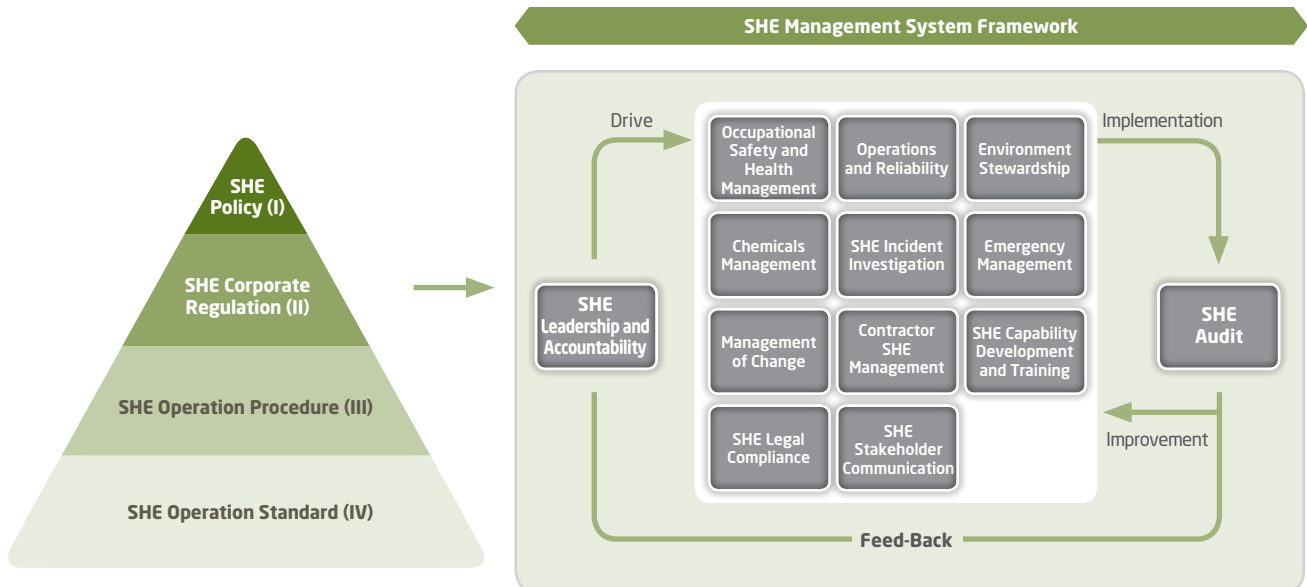 SHE Management System Framework
SHE
Policy (I)
SHE Corporate
Regulation (II)
SHE Operation Procedure (III)
SHE Operation Standard (IV)
Drive
SHE
Leadership and
Accountability
Occupational
Safety and
Health
Management
Operations
and Reliability
Environment
Stewardship
Chemicals
Management
SHE Incident
Investigation
Emergency
Management
Management
of Change
Contractor
SHE
Management
SHE Capability
Development
and Training
SHE Legal
Compliance
SHE
Stakeholder
Communication
Implementation
SHE
Audit
Improvement
Feed-Back